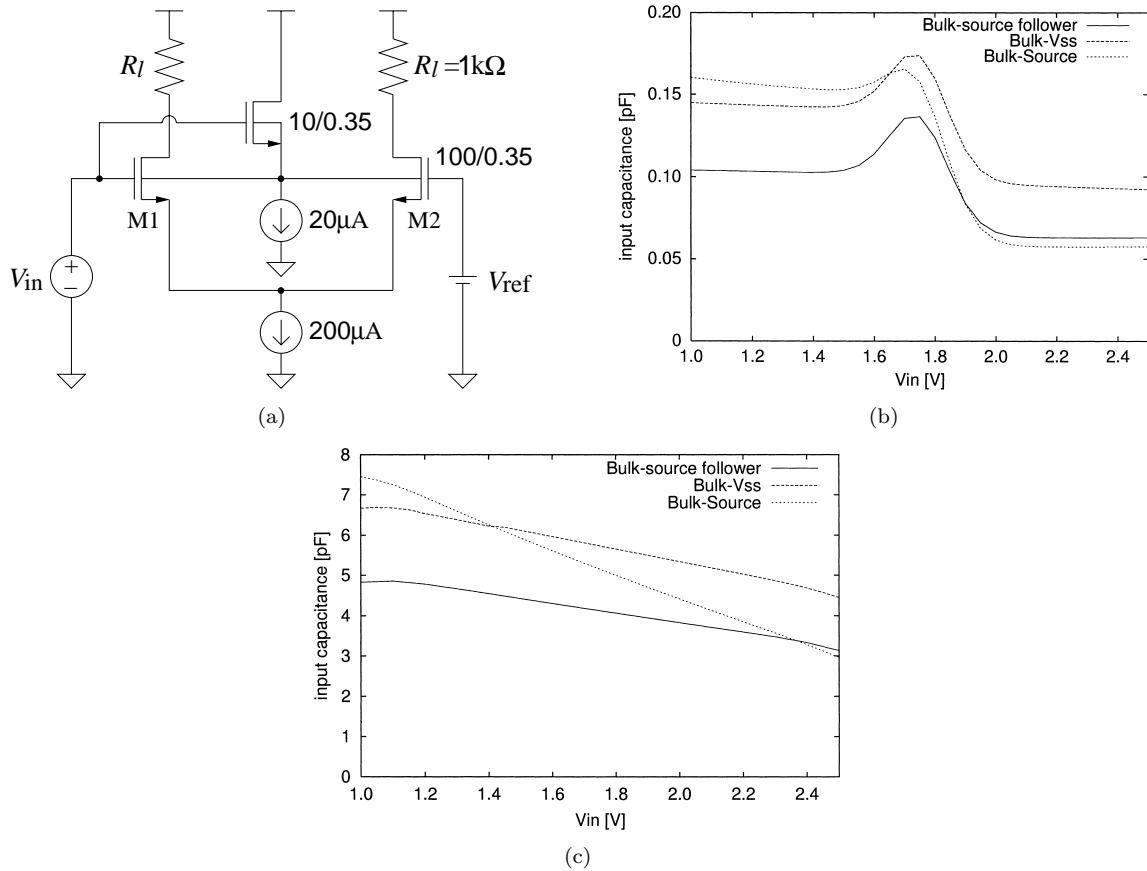 R_l
R_l =1kΩ
10/0.35
100/0.35
M1
20μA
M2
V_in
+
−
V_ref
200μA
(a)
0.20
0.15
0.10
0.05
0
input capacitance [pF]
Bulk-source follower
Bulk-Vss
Bulk-Source
1.0 1.2 1.4 1.6 1.8 2.0 2.2 2.4
Vin [V]
(b)
8
7
6
5
4
3
2
1
0
input capacitance [pF]
Bulk-source follower
Bulk-Vss
Bulk-Source
1.0 1.2 1.4 1.6 1.8 2.0 2.2 2.4
Vin [V]
(c)